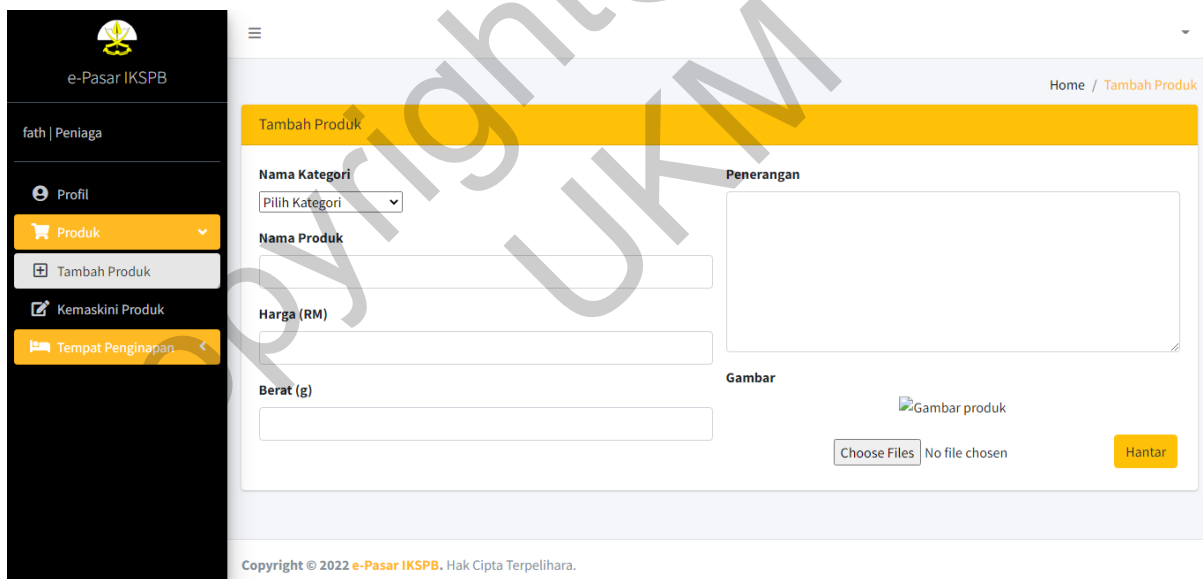 e-Pasar IKSPB
fath | Peniaga
Profil
Produk
Tambah Produk
Kemaskini Produk
Tempat Penginapan
Home / Tambah Produk
Tambah Produk
Nama Kategori
Pilih Kategori
Nama Produk
Harga (RM)
Berat (g)
Penerangan
Gambar
Gambar produk
Choose Files No file chosen
Hantar
Copyright © 2022 e-Pasar IKSPB. Hak Cipta Terpelihara.
opyright
UKM